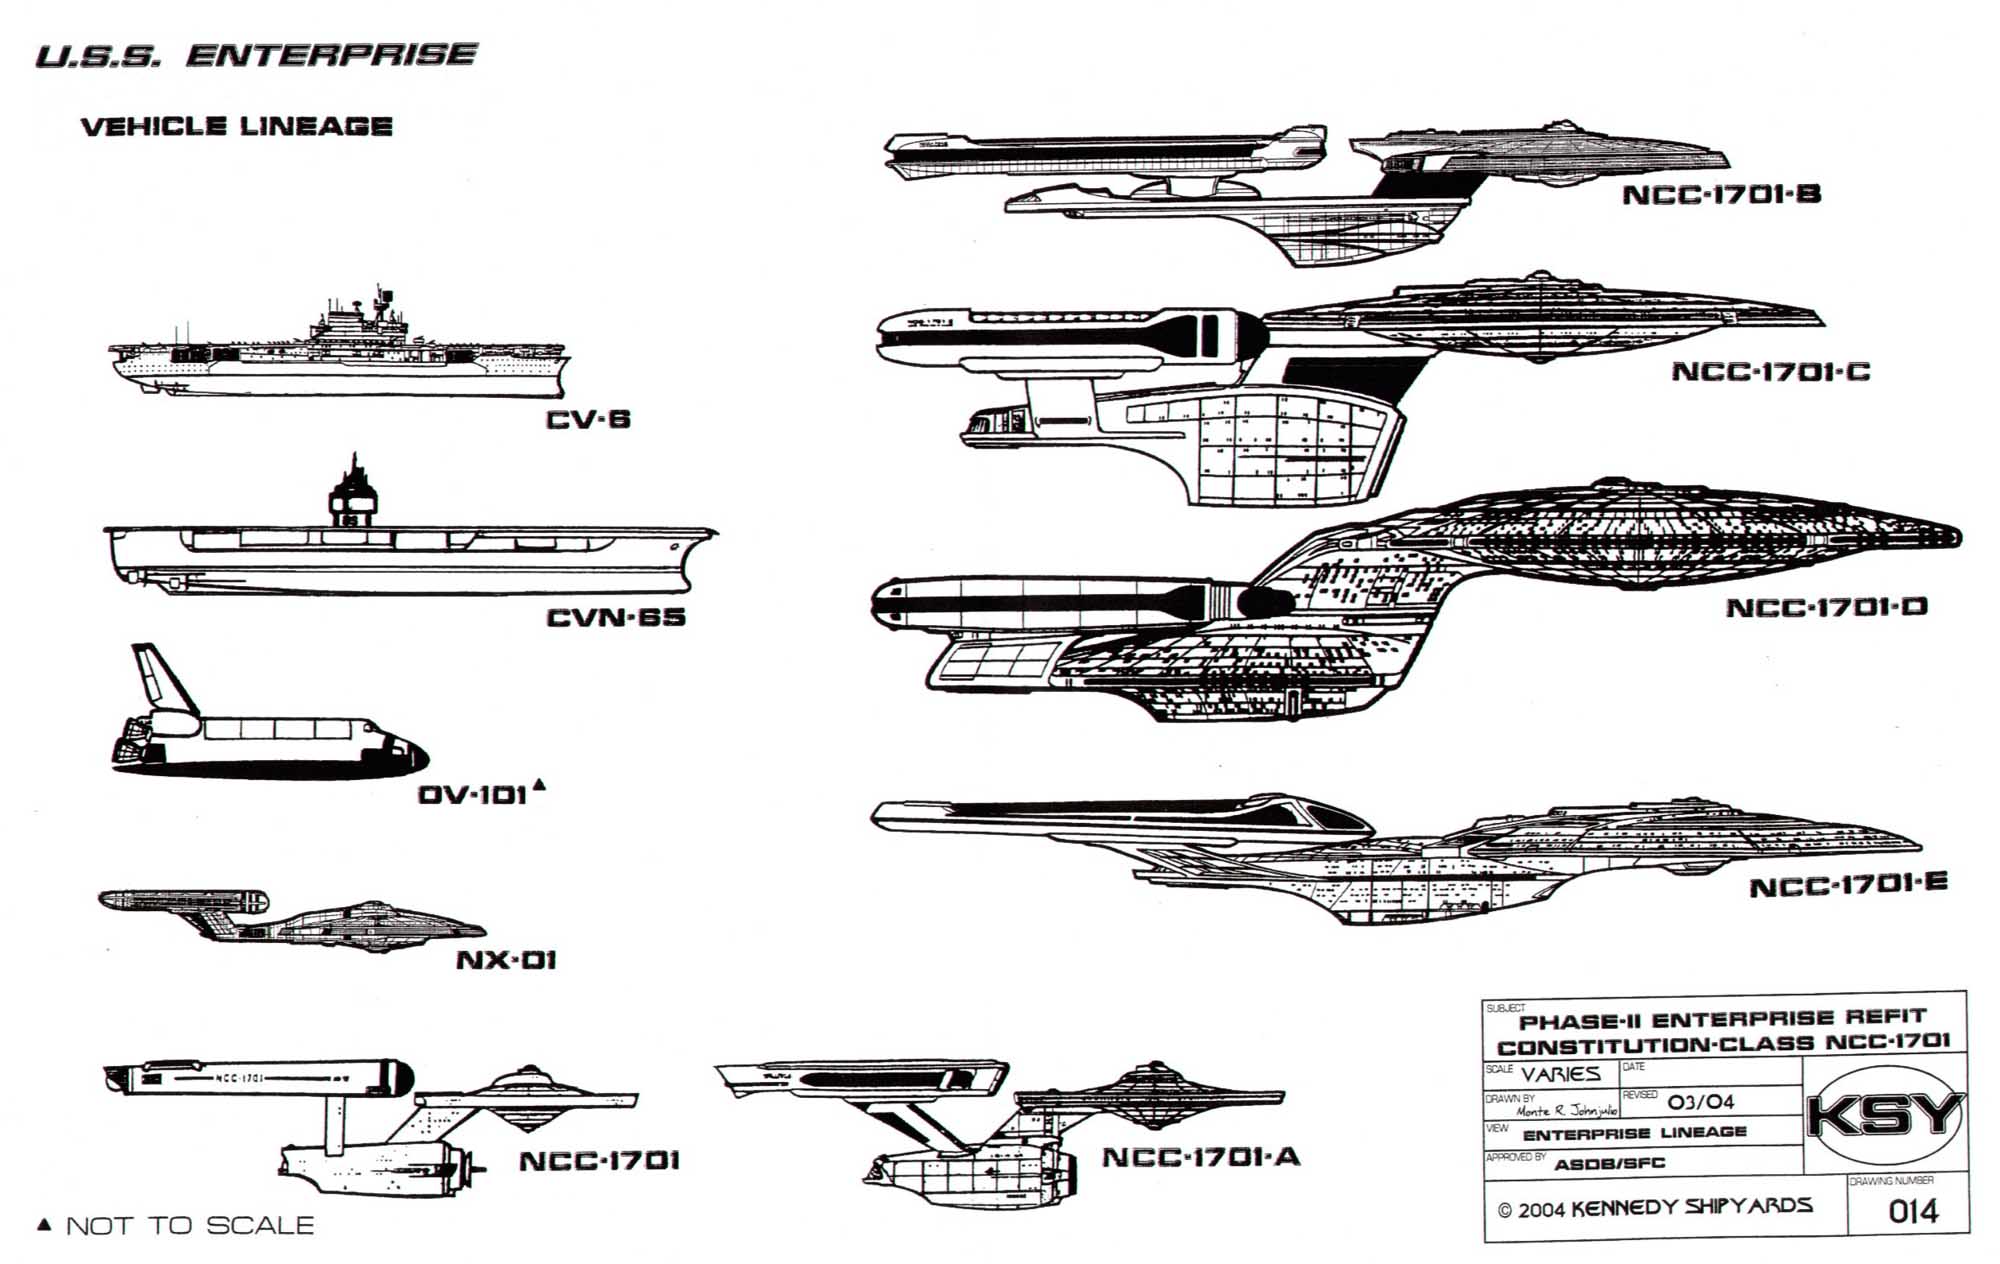 U.S.S. ENTERPRISE
VEHICLE LINEAGE
CV-6
CVN-65
OV-101▲
NX-01
NCC-1701
NCC-1701
NCC-1701-A
NCC-1701-B
NCC-1701-C
NCC-1701-D
NCC-1701-E
▲ NOT TO SCALE
SUBJECT
PHASE-II ENTERPRISE REFIT
CONSTITUTION-CLASS NCC-1701
SCALE VARIES
DATE
DRAWN BY Monte R. Johnjulio
REVISED 03/04
VIEW ENTERPRISE LINEAGE
APPROVED BY ASDB/SFC
KSY
© 2004 KENNEDY SHIPYARDS
DRAWING NUMBER
014